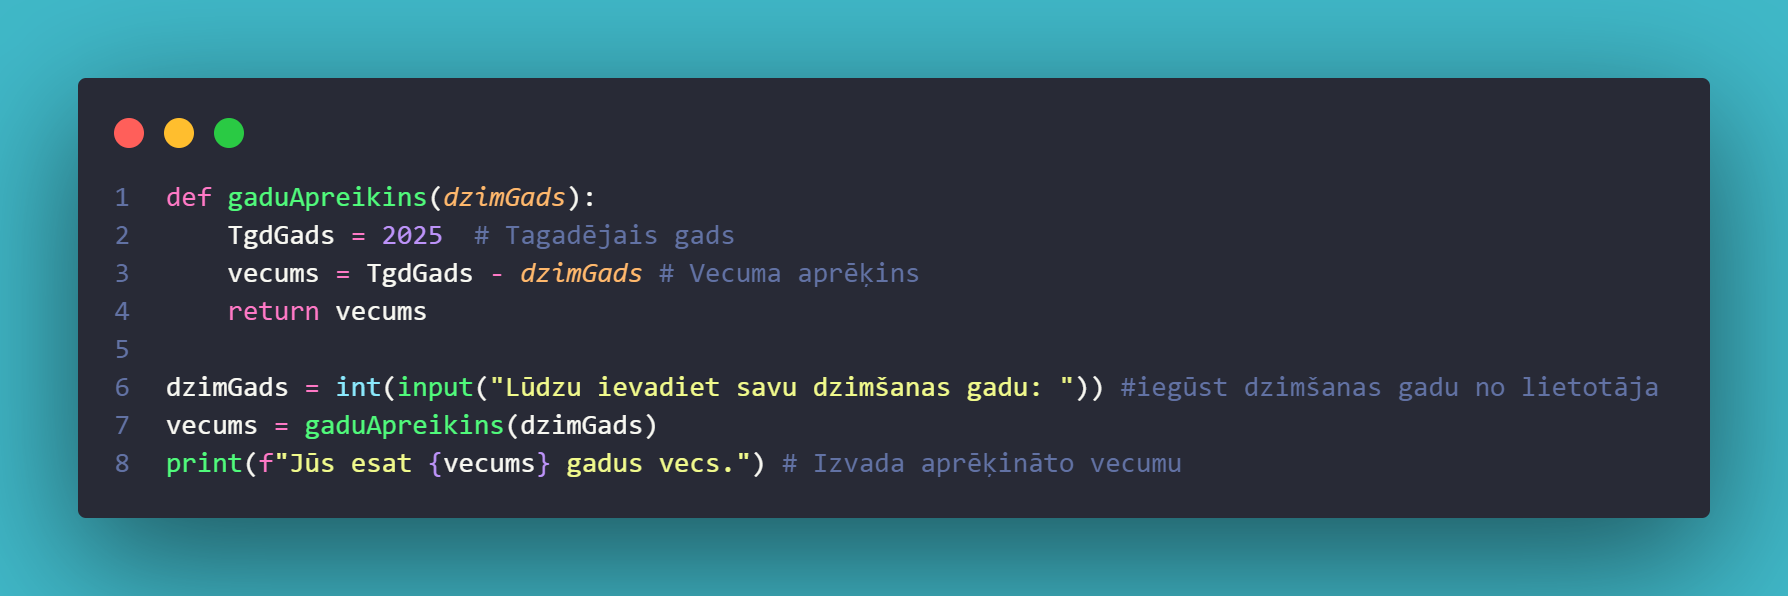 1 def gaduApreikins(dzimGads):
2     TgdGads = 2025  # Tagadējais gads
3     vecums = TgdGads - dzimGads # Vecuma aprēķins
4     return vecums
5
6 dzimGads = int(input("Lūdzu ievadiet savu dzimšanas gadu: ")) #iegūst dzimšanas gadu no lietotāja
7 vecums = gaduApreikins(dzimGads)
8 print(f"Jūs esat {vecums} gadus vecs.") # Izvada aprēķināto vecumu